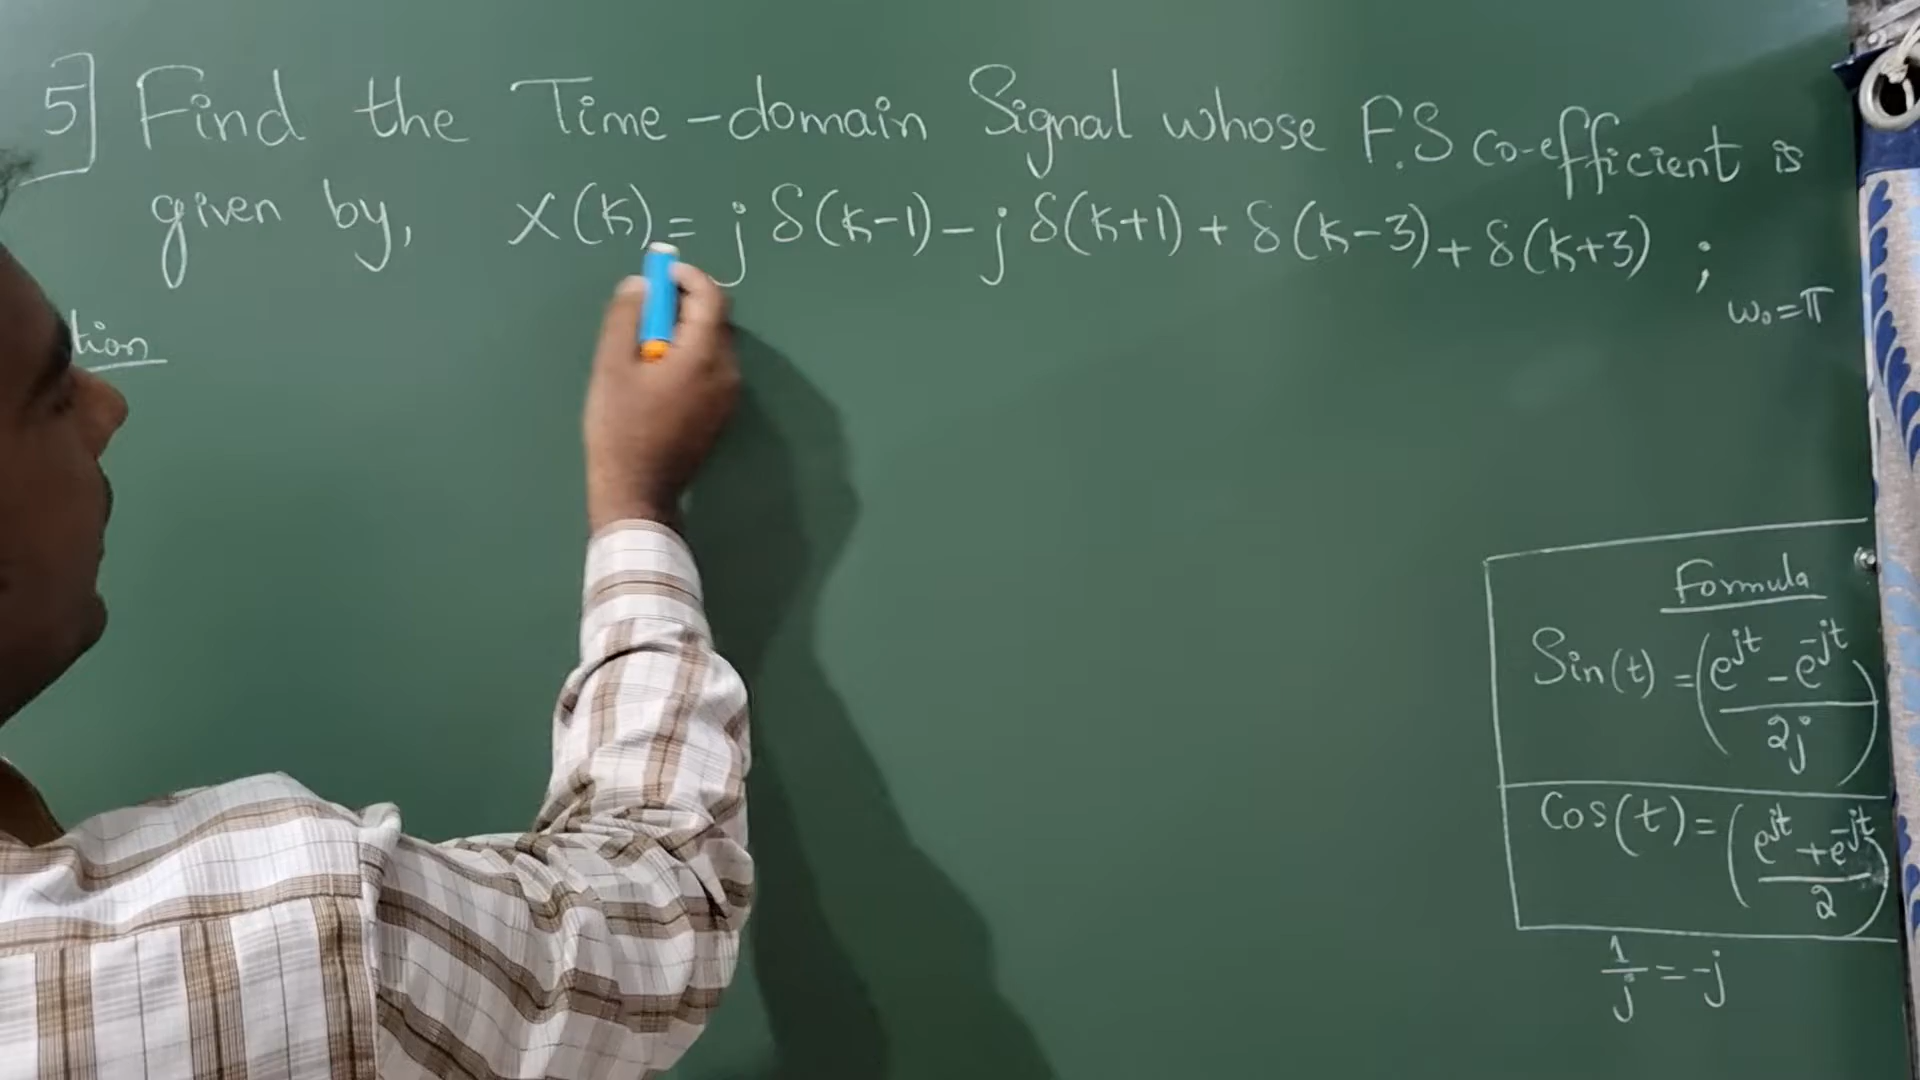 5] Find the Time-domain Signal whose F.S co-efficient is
given by, X(k) = j δ(k-1) - j δ(k+1) + δ(k-3) + δ(k+3) ;
ω₀=π
tion
Formula
Sin(t) = (e^{jt} - e^{-jt} / 2j)
Cos(t) = (e^{jt} + e^{-jt} / 2)
1/j = -j